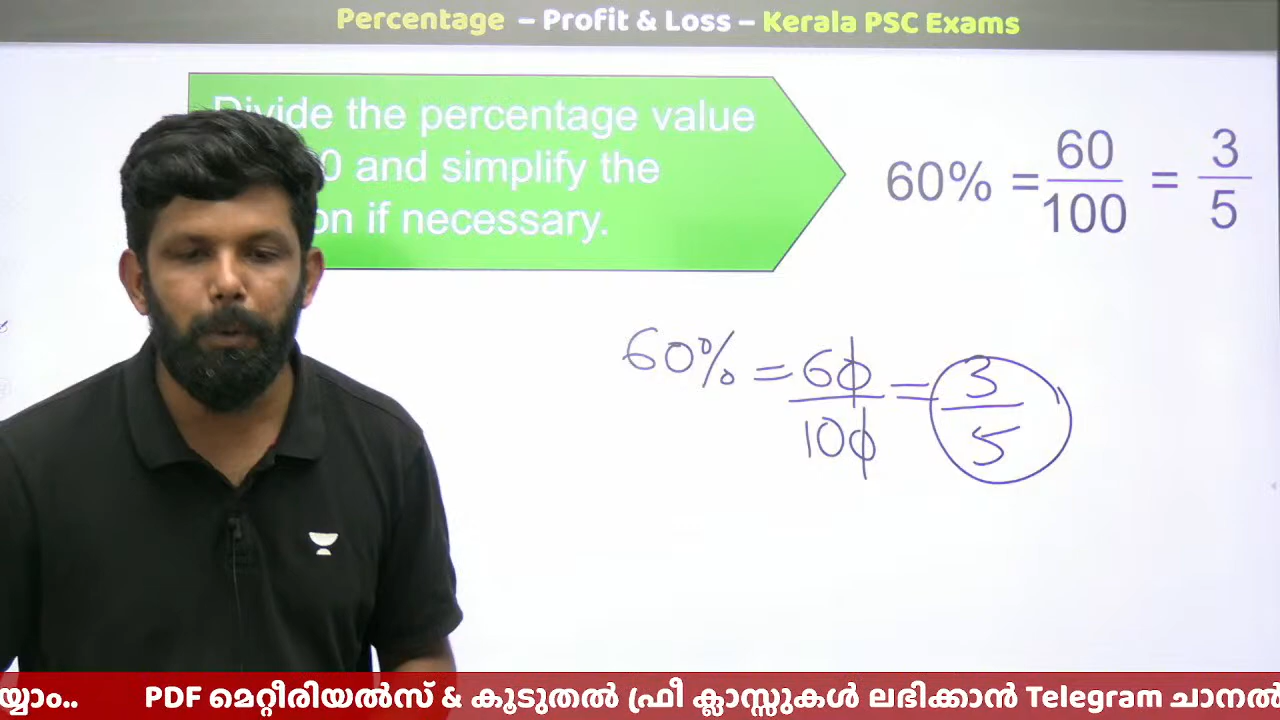 Percentage – Profit & Loss – Kerala PSC Exams
Divide the percentage value
0 and simplify the
on if necessary.
60% = 60/100 = 3/5
60% = 60/100 = 3/5
യ്യാം.. PDF മെറ്റീരിയൽസ് & കൂടുതൽ ഫ്രീ ക്ലാസ്സുകൾ ലഭിക്കാൻ Telegram ചാനൽ